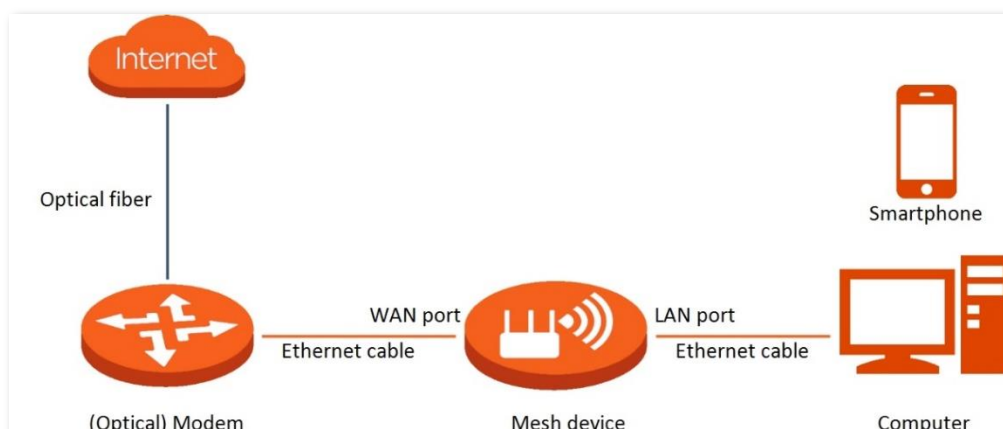 Internet
Optical fiber
Smartphone
WAN port
LAN port
Ethernet cable
Ethernet cable
(Optical) Modem
Mesh device
Computer